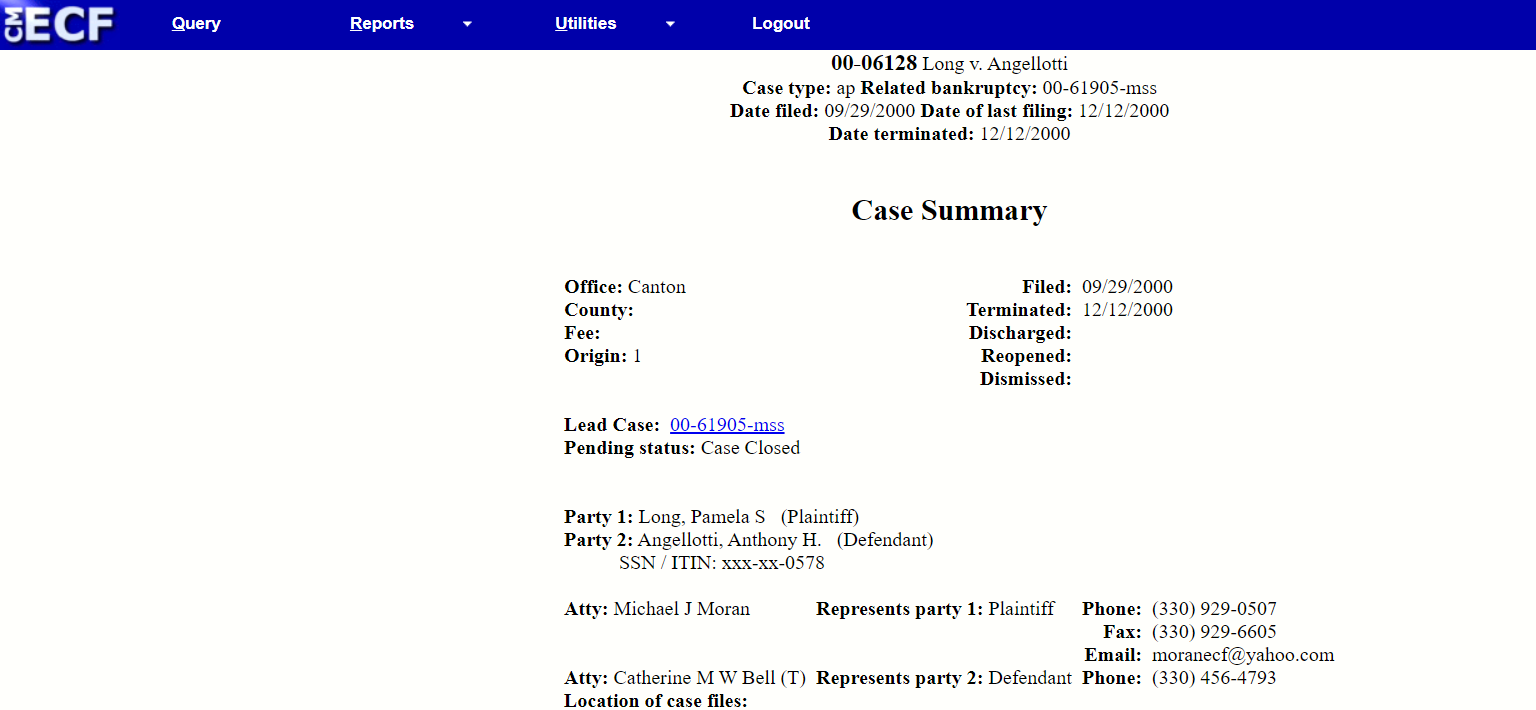 CM ECF Query Reports Utilities Logout
00-06128 Long v. Angellotti
Case type: ap Related bankruptcy: 00-61905-mss
Date filed: 09/29/2000 Date of last filing: 12/12/2000
Date terminated: 12/12/2000
Case Summary
Office: Canton Filed: 09/29/2000
County: Terminated: 12/12/2000
Fee: Discharged:
Origin: 1 Reopened:
Dismissed:
Lead Case: 00-61905-mss
Pending status: Case Closed
Party 1: Long, Pamela S (Plaintiff)
Party 2: Angellotti, Anthony H. (Defendant)
SSN / ITIN: xxx-xx-0578
Atty: Michael J Moran Represents party 1: Plaintiff Phone: (330) 929-0507
Fax: (330) 929-6605
Email: moranecf@yahoo.com
Atty: Catherine M W Bell (T) Represents party 2: Defendant Phone: (330) 456-4793
Location of case files: